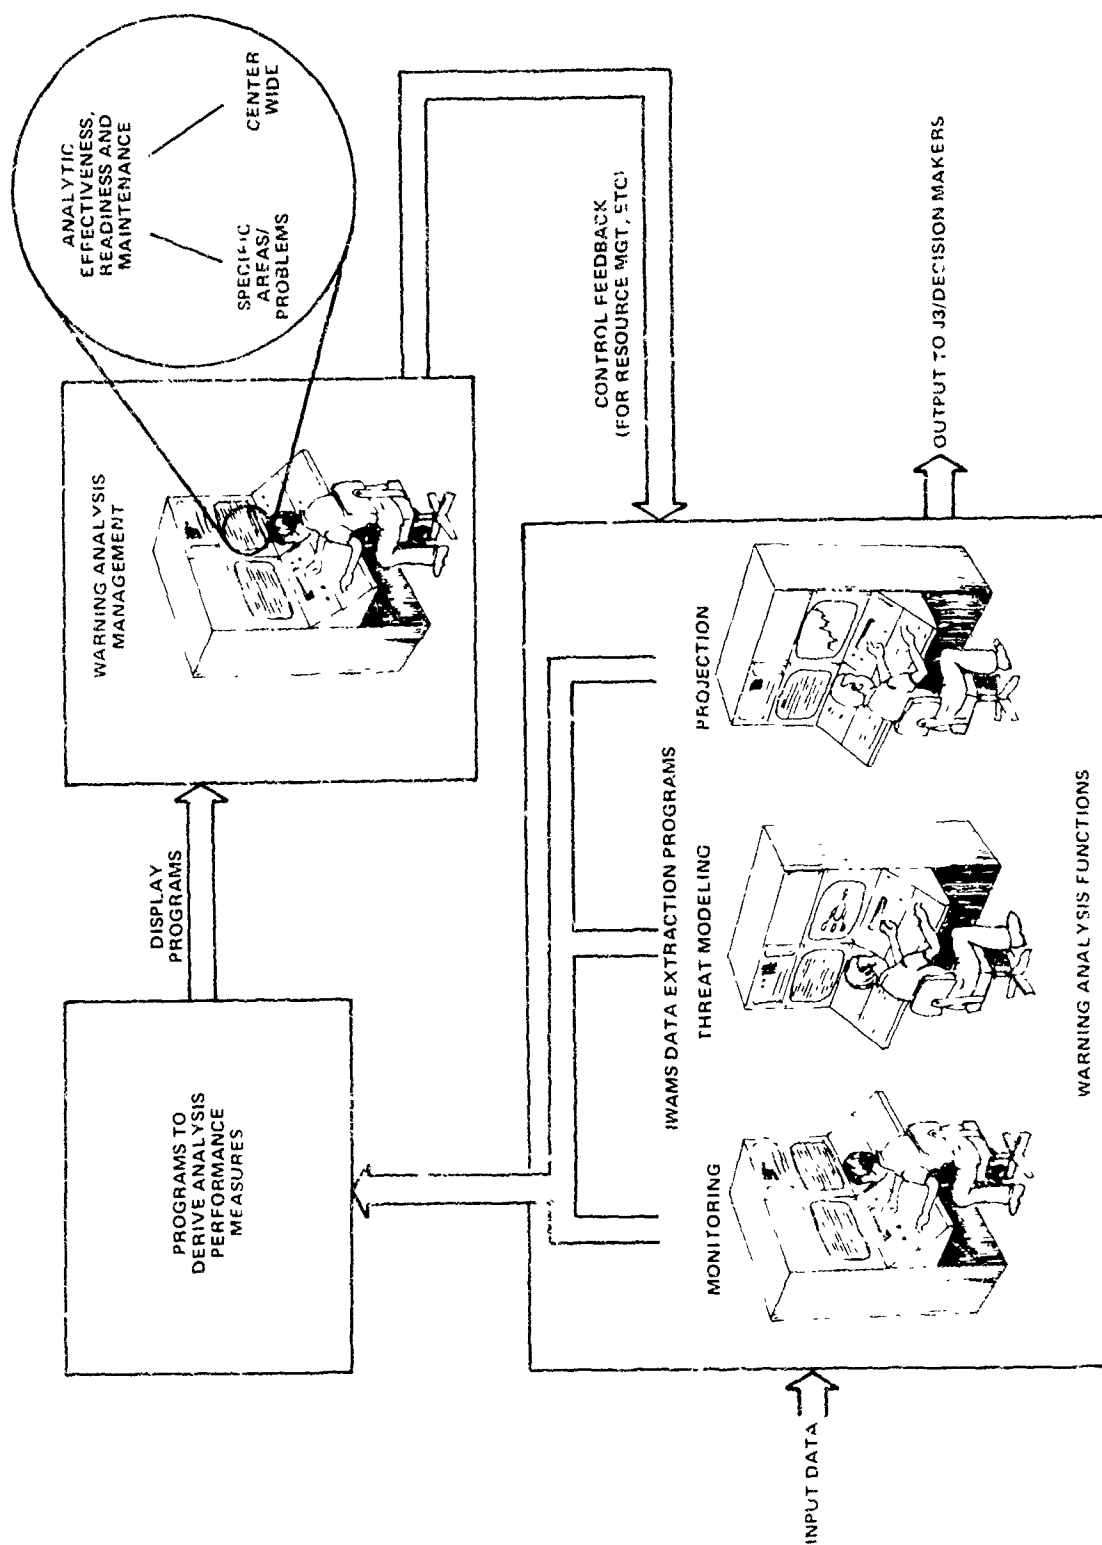 ANALYTIC
EFFECTIVENESS,
READINESS AND
MAINTENANCE
SPECIFIC
AREAS/
PROBLEMS
CENTER
WIDE
PROGRAMS TO
DERIVE ANALYSIS
PERFORMANCE
MEASURES
DISPLAY
PROGRAMS
WARNING ANALYSIS
MANAGEMENT
CONTROL FEEDBACK
(FOR RESOURCE MGT, ETC)
IWAMS DATA EXTRACTION PROGRAMS
MONITORING
THREAT MODELING
PROJECTION
INPUT DATA
OUTPUT TO J3/DECISION MAKERS
WARNING ANALYSIS FUNCTIONS